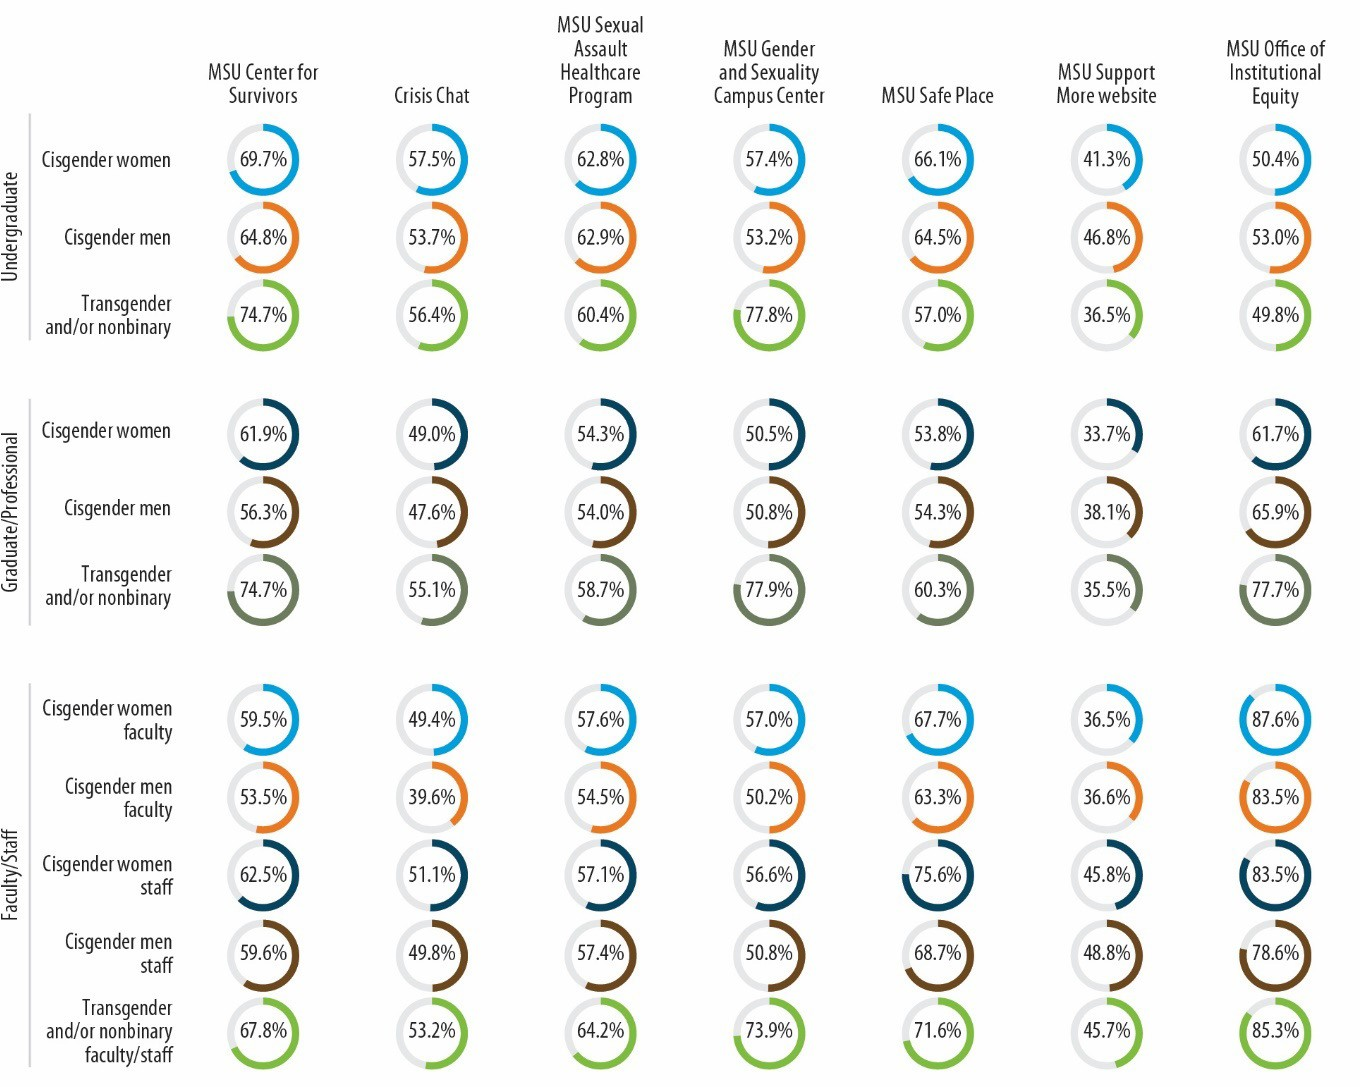 MSU Center for
Survivors
Crisis Chat
MSU Sexual
Assault
Healthcare
Program
MSU Gender
and Sexuality
Campus Center
MSU Safe Place
MSU Support
More website
MSU Office of
Institutional
Equity
Undergraduate
Cisgender women
69.7% 57.5% 62.8% 57.4% 66.1% 41.3% 50.4%
Cisgender men
64.8% 53.7% 62.9% 53.2% 64.5% 46.8% 53.0%
Transgender
and/or nonbinary
74.7% 56.4% 60.4% 77.8% 57.0% 36.5% 49.8%
Graduate/Professional
Cisgender women
61.9% 49.0% 54.3% 50.5% 53.8% 33.7% 61.7%
Cisgender men
56.3% 47.6% 54.0% 50.8% 54.3% 38.1% 65.9%
Transgender
and/or nonbinary
74.7% 55.1% 58.7% 77.9% 60.3% 35.5% 77.7%
Faculty/Staff
Cisgender women
faculty
59.5% 49.4% 57.6% 57.0% 67.7% 36.5% 87.6%
Cisgender men
faculty
53.5% 39.6% 54.5% 50.2% 63.3% 36.6% 83.5%
Cisgender women
staff
62.5% 51.1% 57.1% 56.6% 75.6% 45.8% 83.5%
Cisgender men
staff
59.6% 49.8% 57.4% 50.8% 68.7% 48.8% 78.6%
Transgender
and/or nonbinary
faculty/staff
67.8% 53.2% 64.2% 73.9% 71.6% 45.7% 85.3%